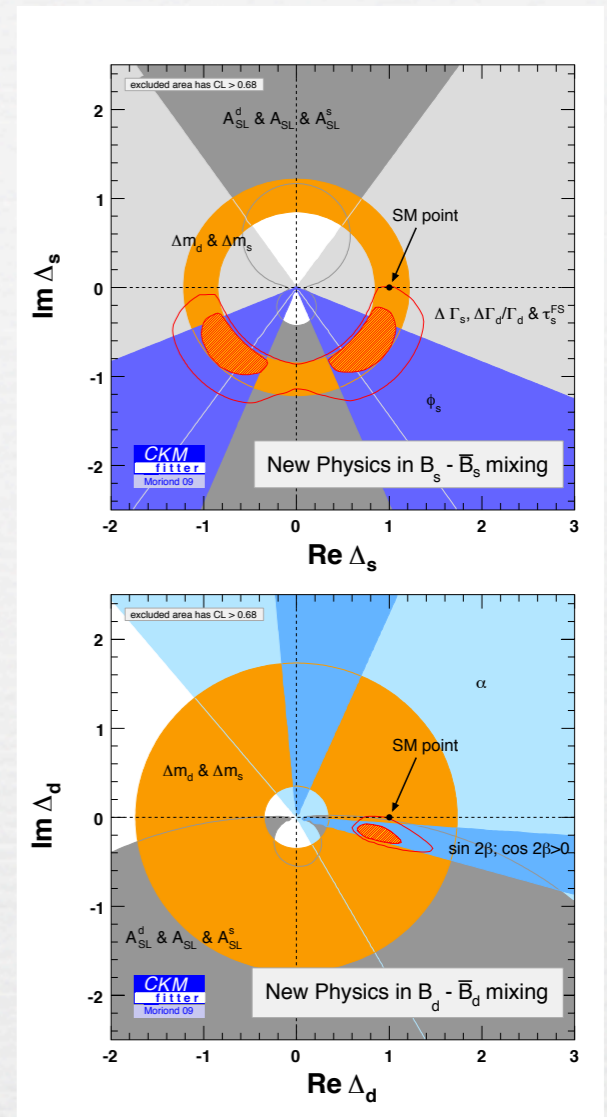 excluded area has CL > 0.68
A_SL^d & A_SL & A_SL^s
Δm_d & Δm_s
SM point
Δ Γ_s, ΔΓ_d/Γ_d & τ_s^FS
ϕ_s
CKM
fitter
Moriond 09
New Physics in B_s - B̅_s mixing
2
1
0
-1
-2
Im Δ_s
-2 -1 0 1 2 3
Re Δ_s
excluded area has CL > 0.68
α
SM point
Δm_d & Δm_s
sin 2β; cos 2β>0
A_SL^d & A_SL & A_SL^s
CKM
fitter
Moriond 09
New Physics in B_d - B̅_d mixing
2
1
0
-1
-2
Im Δ_d
-2 -1 0 1 2 3
Re Δ_d